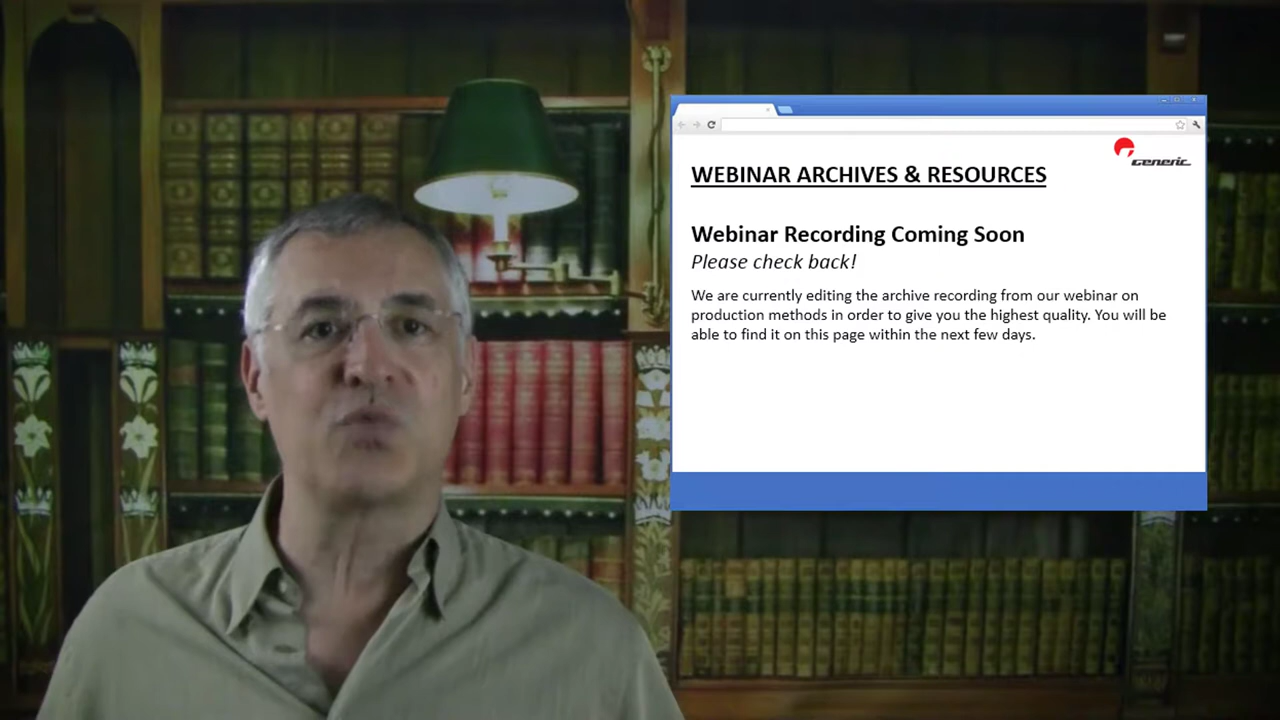 GENERIC
WEBINAR ARCHIVES & RESOURCES
Webinar Recording Coming Soon
Please check back!
We are currently editing the archive recording from our webinar on
production methods in order to give you the highest quality. You will be
able to find it on this page within the next few days.